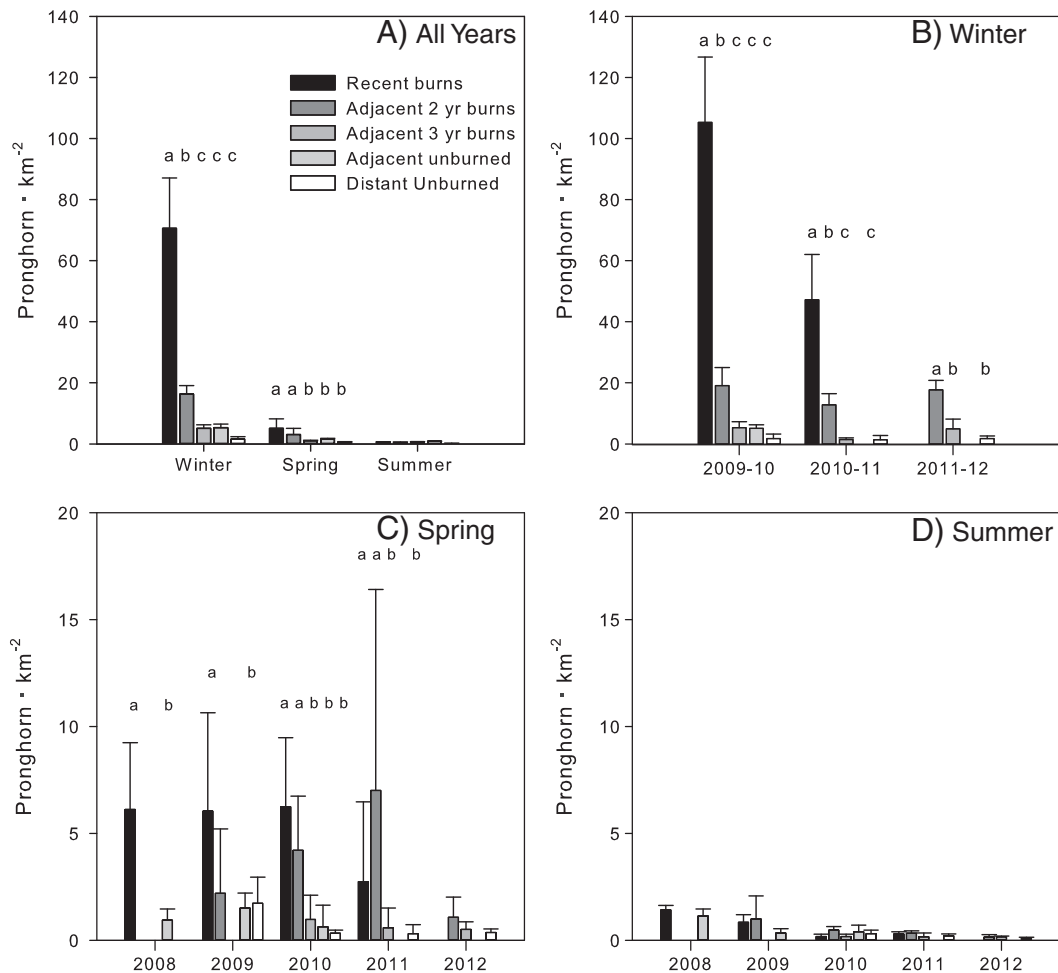 A) All Years
140
120
100
80
60
40
20
0
Pronghorn • km-2
Recent burns
Adjacent 2 yr burns
Adjacent 3 yr burns
Adjacent unburned
Distant Unburned
a b c c c
a a b b b
Winter Spring Summer
B) Winter
140
120
100
80
60
40
20
0
Pronghorn • km-2
a b c c c
a b c c
a b b
2009-10 2010-11 2011-12
C) Spring
20
15
10
5
0
Pronghorn • km-2
a a b b
a b
a b
a a b b b
2008 2009 2010 2011 2012
D) Summer
20
15
10
5
0
Pronghorn • km-2
2008 2009 2010 2011 2012